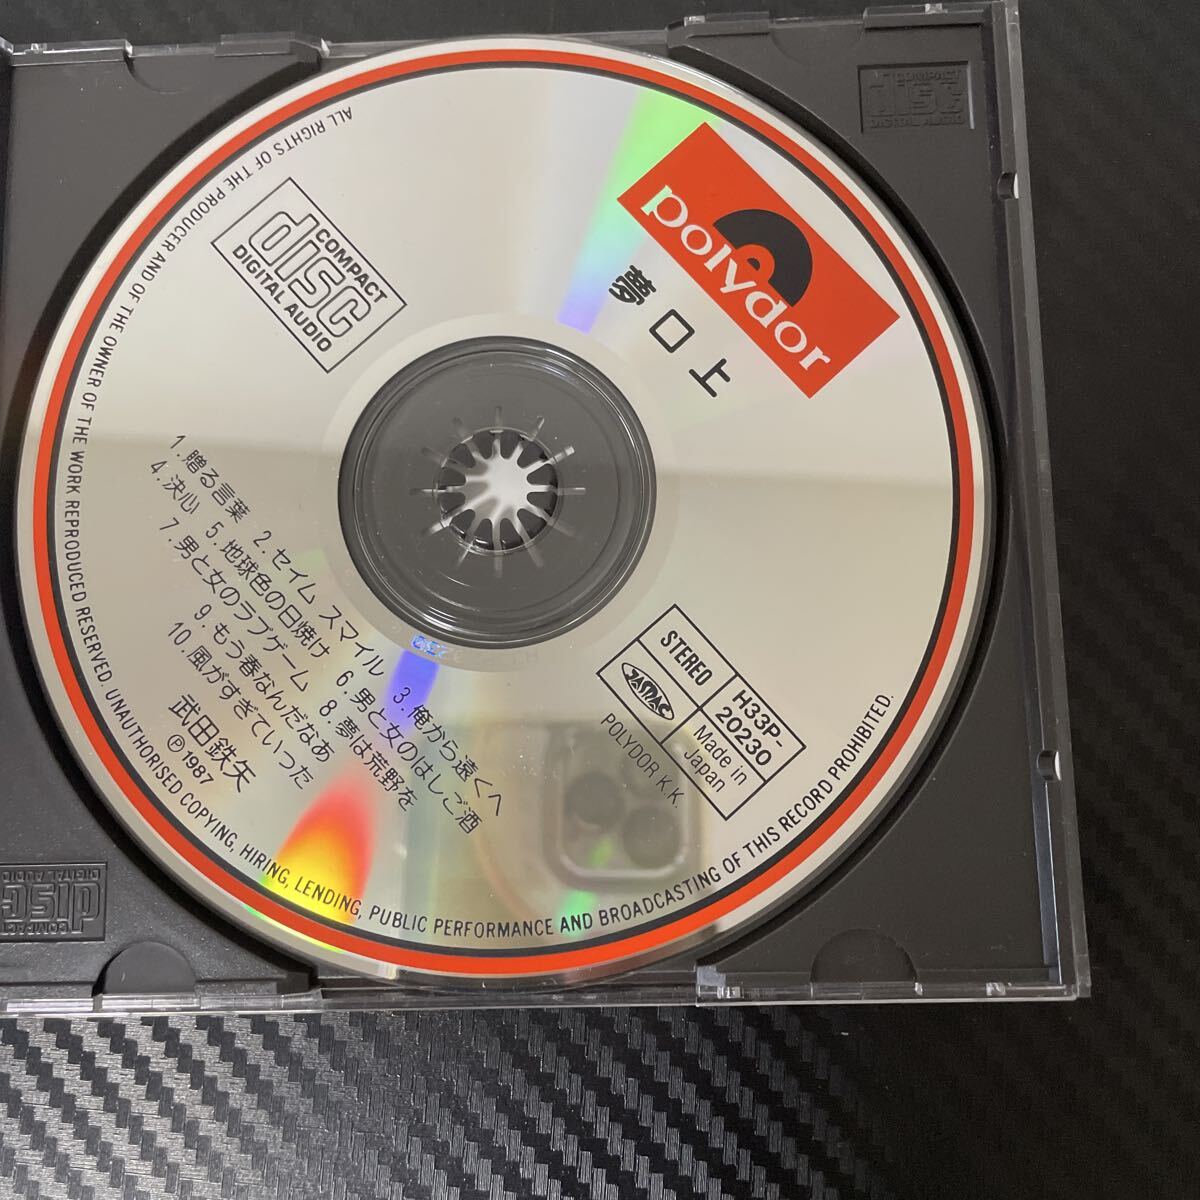 polydor
夢口上
COMPACT
disc
DIGITAL AUDIO
STEREO
H33P-
20230
JASRAC
Made in
Japan
POLYDOR K.K.
1. 贈る言葉 2. セイム スマイル 3. 俺から遠くへ
4. 決心 5. 地球色の日焼け 6. 男と女のはしご酒
7. 男と女のラブゲーム 8. 夢は荒野を
9. もう春なんだなあ
10. 風がすぎていった
武田鉄矢
Ⓟ1987
ALL RIGHTS OF THE PRODUCER AND OF THE OWNER OF THE WORK REPRODUCED RESERVED. UNAUTHORISED COPYING, HIRING, LENDING, PUBLIC PERFORMANCE AND BROADCASTING OF THIS RECORD PROHIBITED.
COMPACT
disc
DIGITAL AUDIO
COMPACT
disc
DIGITAL AUDIO